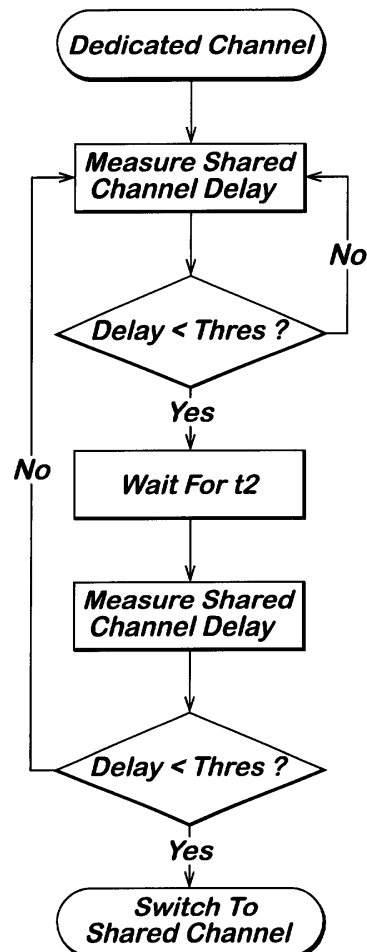 Dedicated Channel
Measure Shared
Channel Delay
No
Delay < Thres ?
Yes
Wait For t2
No
Measure Shared
Channel Delay
Delay < Thres ?
Yes
Switch To
Shared Channel